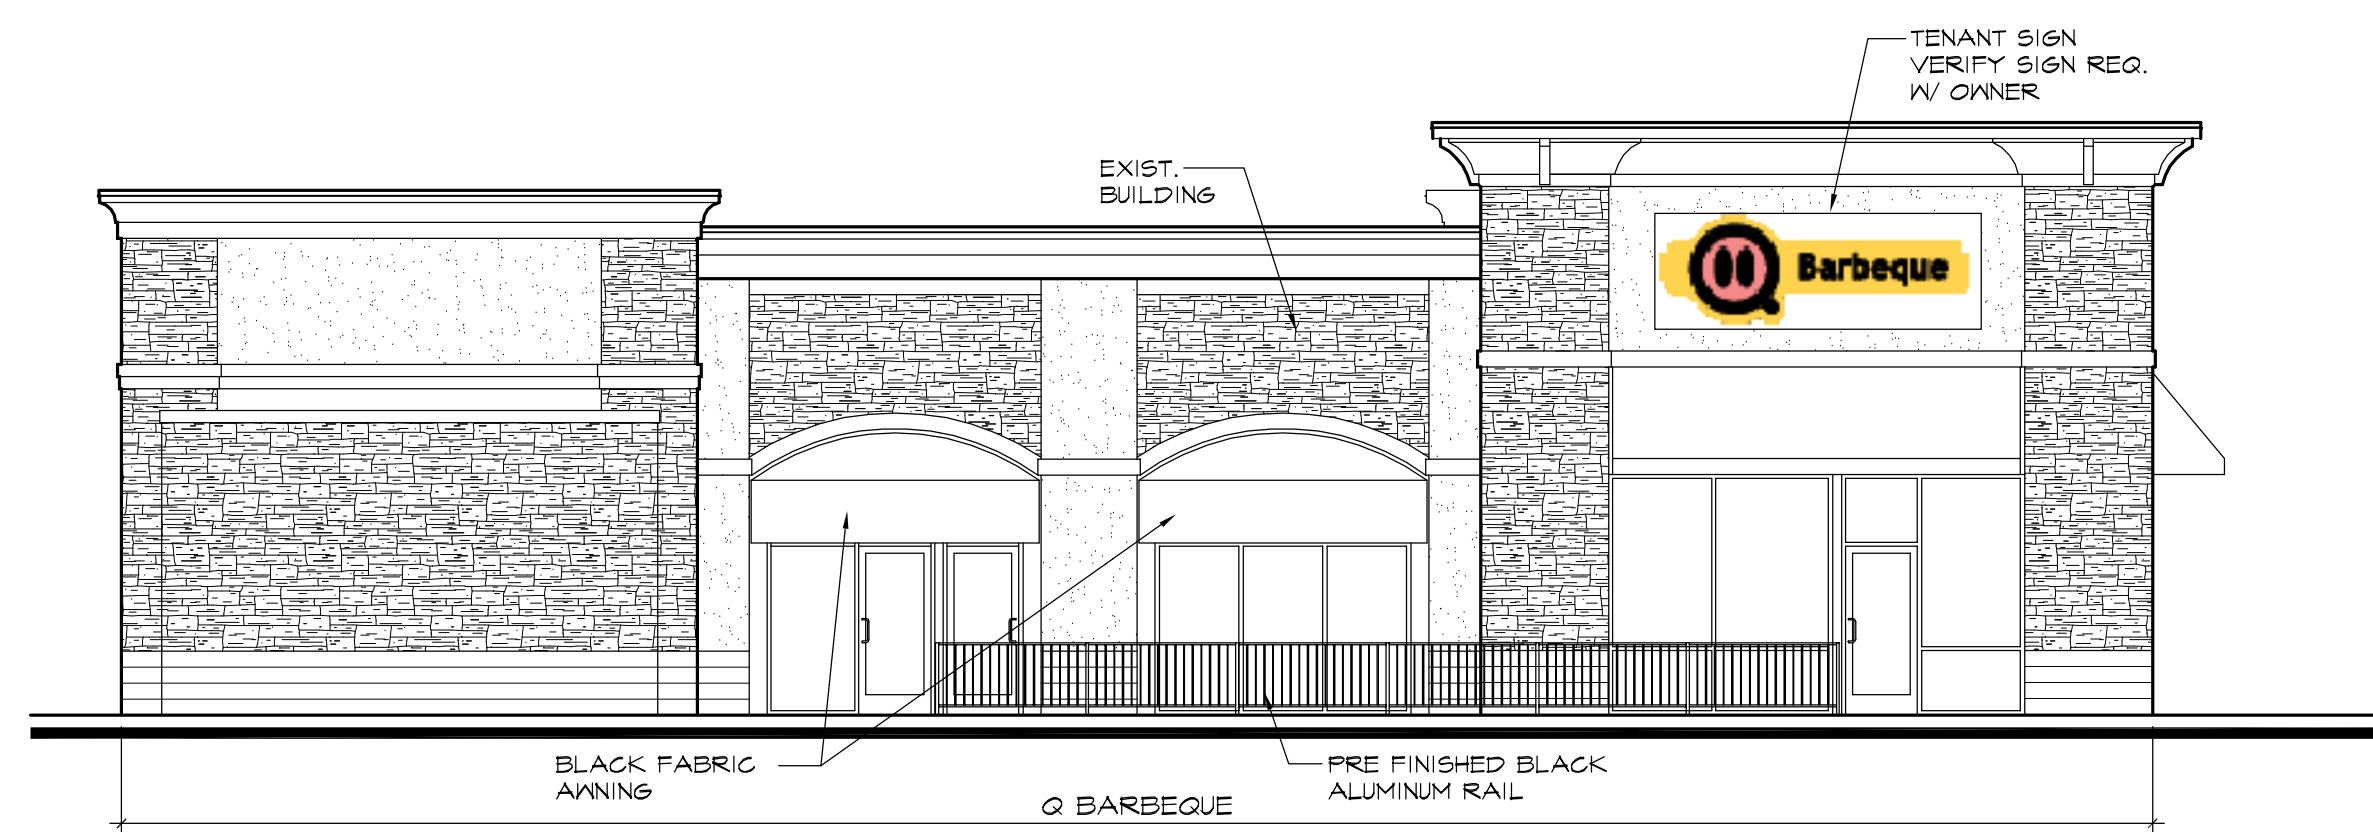 TENANT SIGN
VERIFY SIGN REQ.
W/ OWNER
EXIST.
BUILDING
Q Barbeque
BLACK FABRIC
AWNING
PRE FINISHED BLACK
ALUMINUM RAIL
Q BARBEQUE